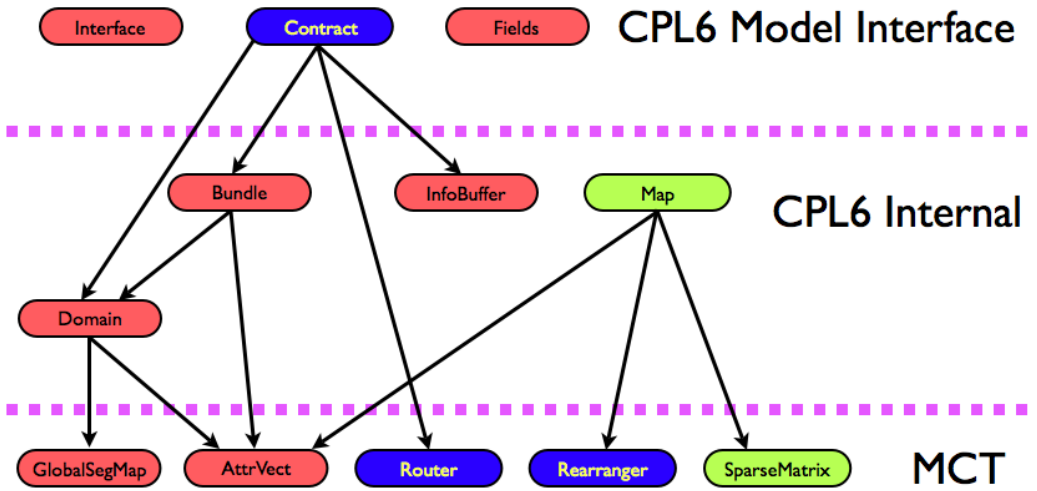 Interface
Contract
Fields
CPL6 Model Interface
Bundle
InfoBuffer
Map
CPL6 Internal
Domain
GlobalSegMap
AttrVect
Router
Rearranger
SparseMatrix
MCT